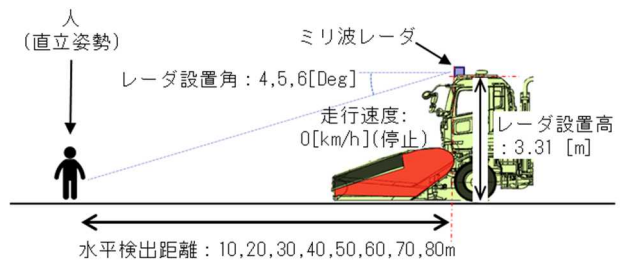 人
(直立姿勢)
ミリ波レーダ
レーダ設置角：4,5,6[Deg]
走行速度:
0[km/h](停止)
レーダ設置高
：3.31 [m]
水平検出距離：10,20,30,40,50,60,70,80m